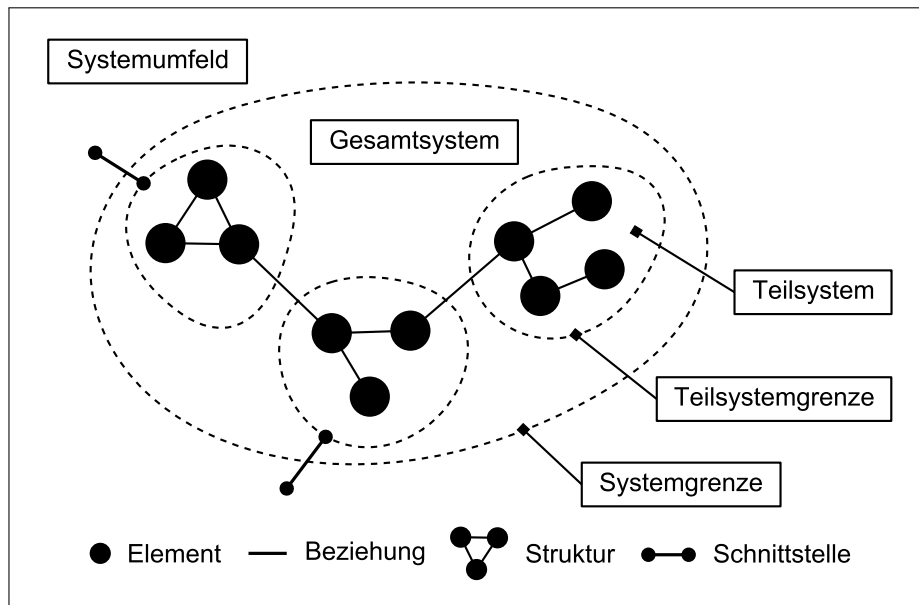 Systemumfeld
Gesamtsystem
Teilsystem
Teilsystemgrenze
Systemgrenze
Element
Beziehung
Struktur
Schnittstelle